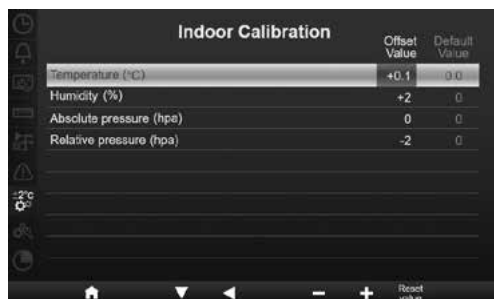 Indoor Calibration
Offset Value
Default Value
Temperature (°C) +0.1 0.0
Humidity (%) +2 0
Absolute pressure (hpa) 0 0
Relative pressure (hpa) -2 0
±2°C
Reset value